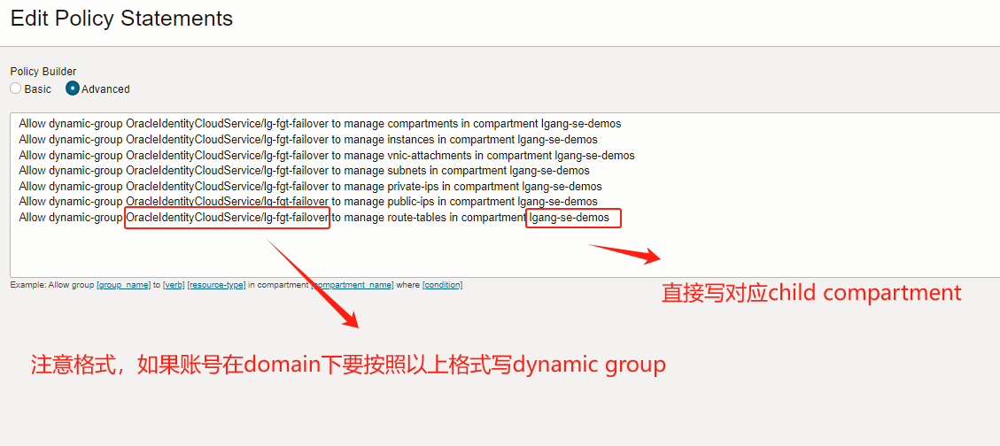 Edit Policy Statements
Policy Builder
Basic Advanced
Allow dynamic-group OracleIdentityCloudService/lg-fgt-failover to manage compartments in compartment lgang-se-demos
Allow dynamic-group OracleIdentityCloudService/lg-fgt-failover to manage instances in compartment lgang-se-demos
Allow dynamic-group OracleIdentityCloudService/lg-fgt-failover to manage vnic-attachments in compartment lgang-se-demos
Allow dynamic-group OracleIdentityCloudService/lg-fgt-failover to manage subnets in compartment lgang-se-demos
Allow dynamic-group OracleIdentityCloudService/lg-fgt-failover to manage private-ips in compartment lgang-se-demos
Allow dynamic-group OracleIdentityCloudService/lg-fgt-failover to manage public-ips in compartment lgang-se-demos
Allow dynamic-group OracleIdentityCloudService/lg-fgt-failover to manage route-tables in compartment lgang-se-demos
Example: Allow group [group_name] to [verb] [resource-type] in compartment [compartment_name] where [condition]
直接写对应child compartment
注意格式，如果账号在domain下要按照以上格式写dynamic group